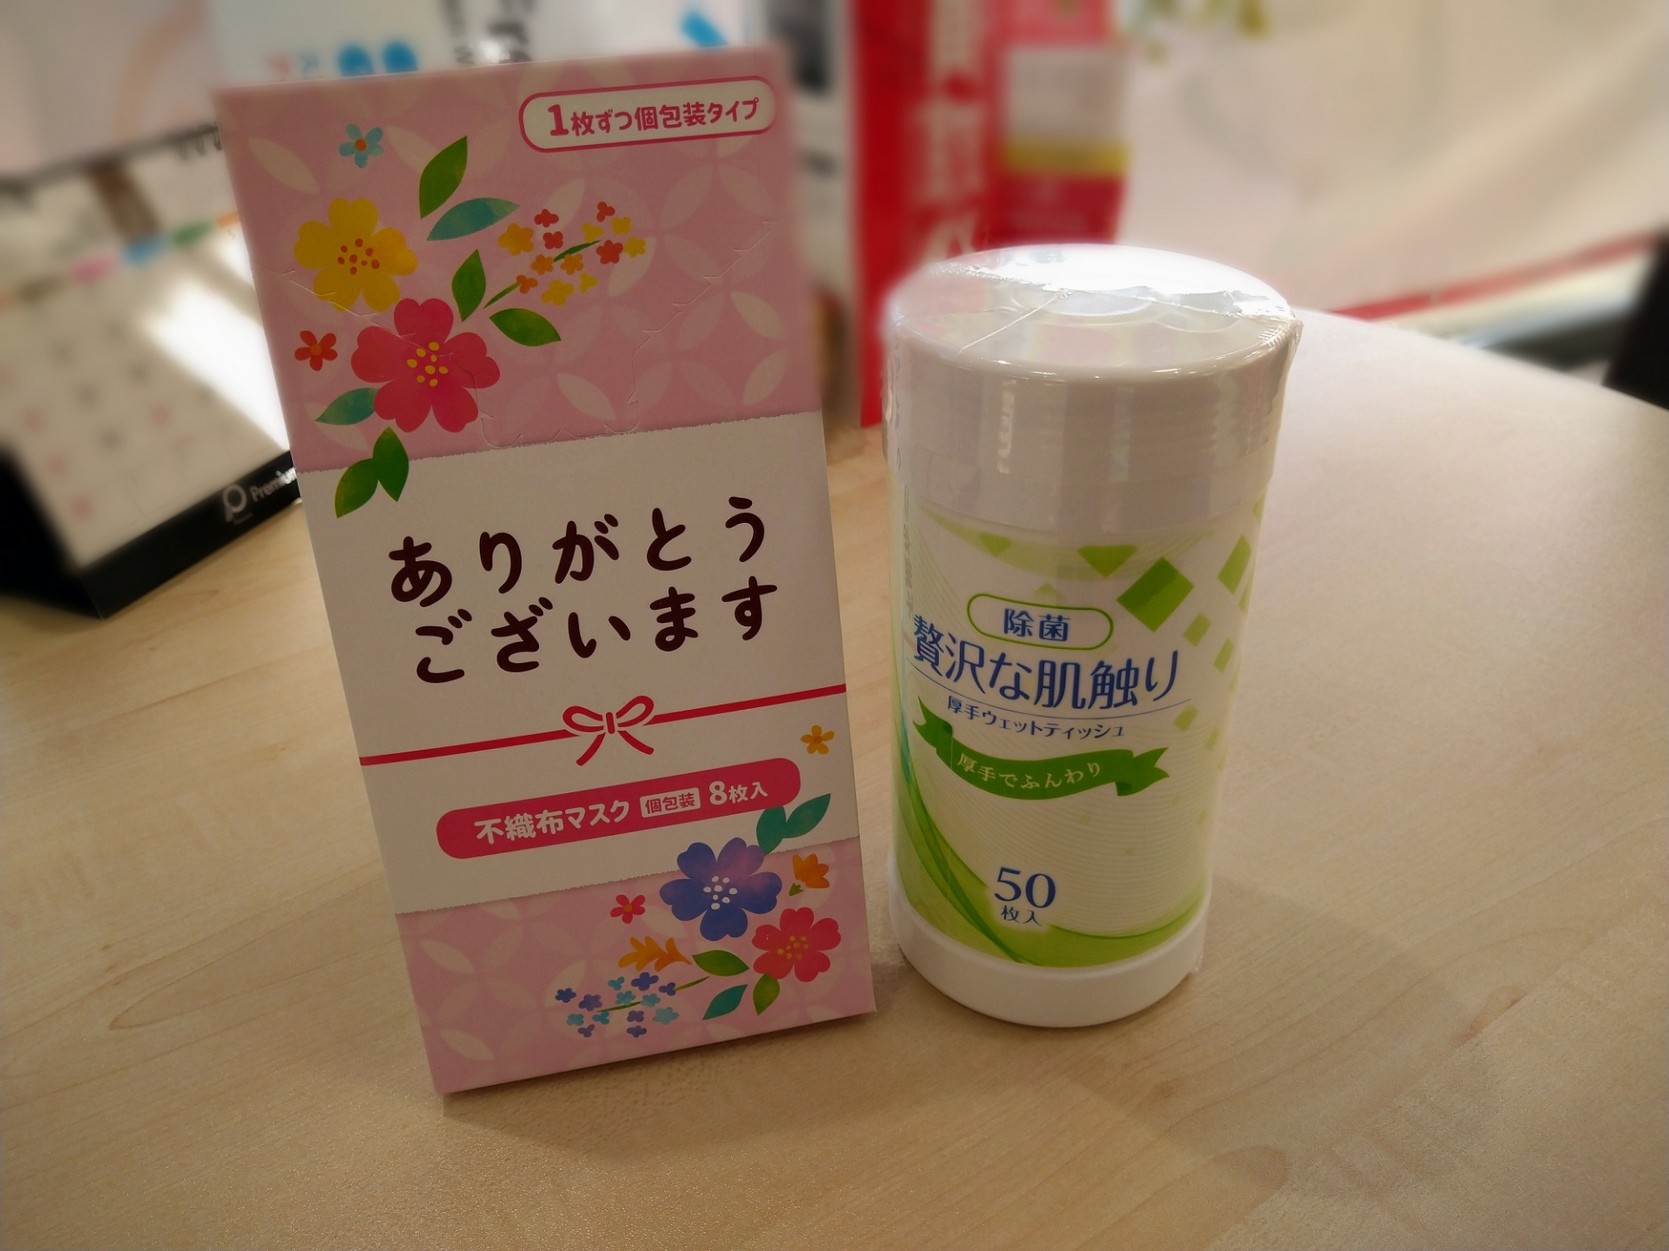 1枚ずつ個包装タイプ
ありがとう
ございます
不織布マスク 個包装 8枚入
除菌
贅沢な肌触り
厚手ウェットティッシュ
厚手でふんわり
50
枚入
Premium